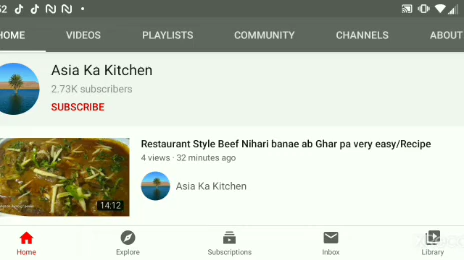 52
HOME VIDEOS PLAYLISTS COMMUNITY CHANNELS ABOUT
Asia Ka Kitchen
2.73K subscribers
SUBSCRIBE
Restaurant Style Beef Nihari banae ab Ghar pa very easy/Recipe
4 views · 32 minutes ago
Asia Ka Kitchen
14:12
Home Explore Subscriptions Inbox Library